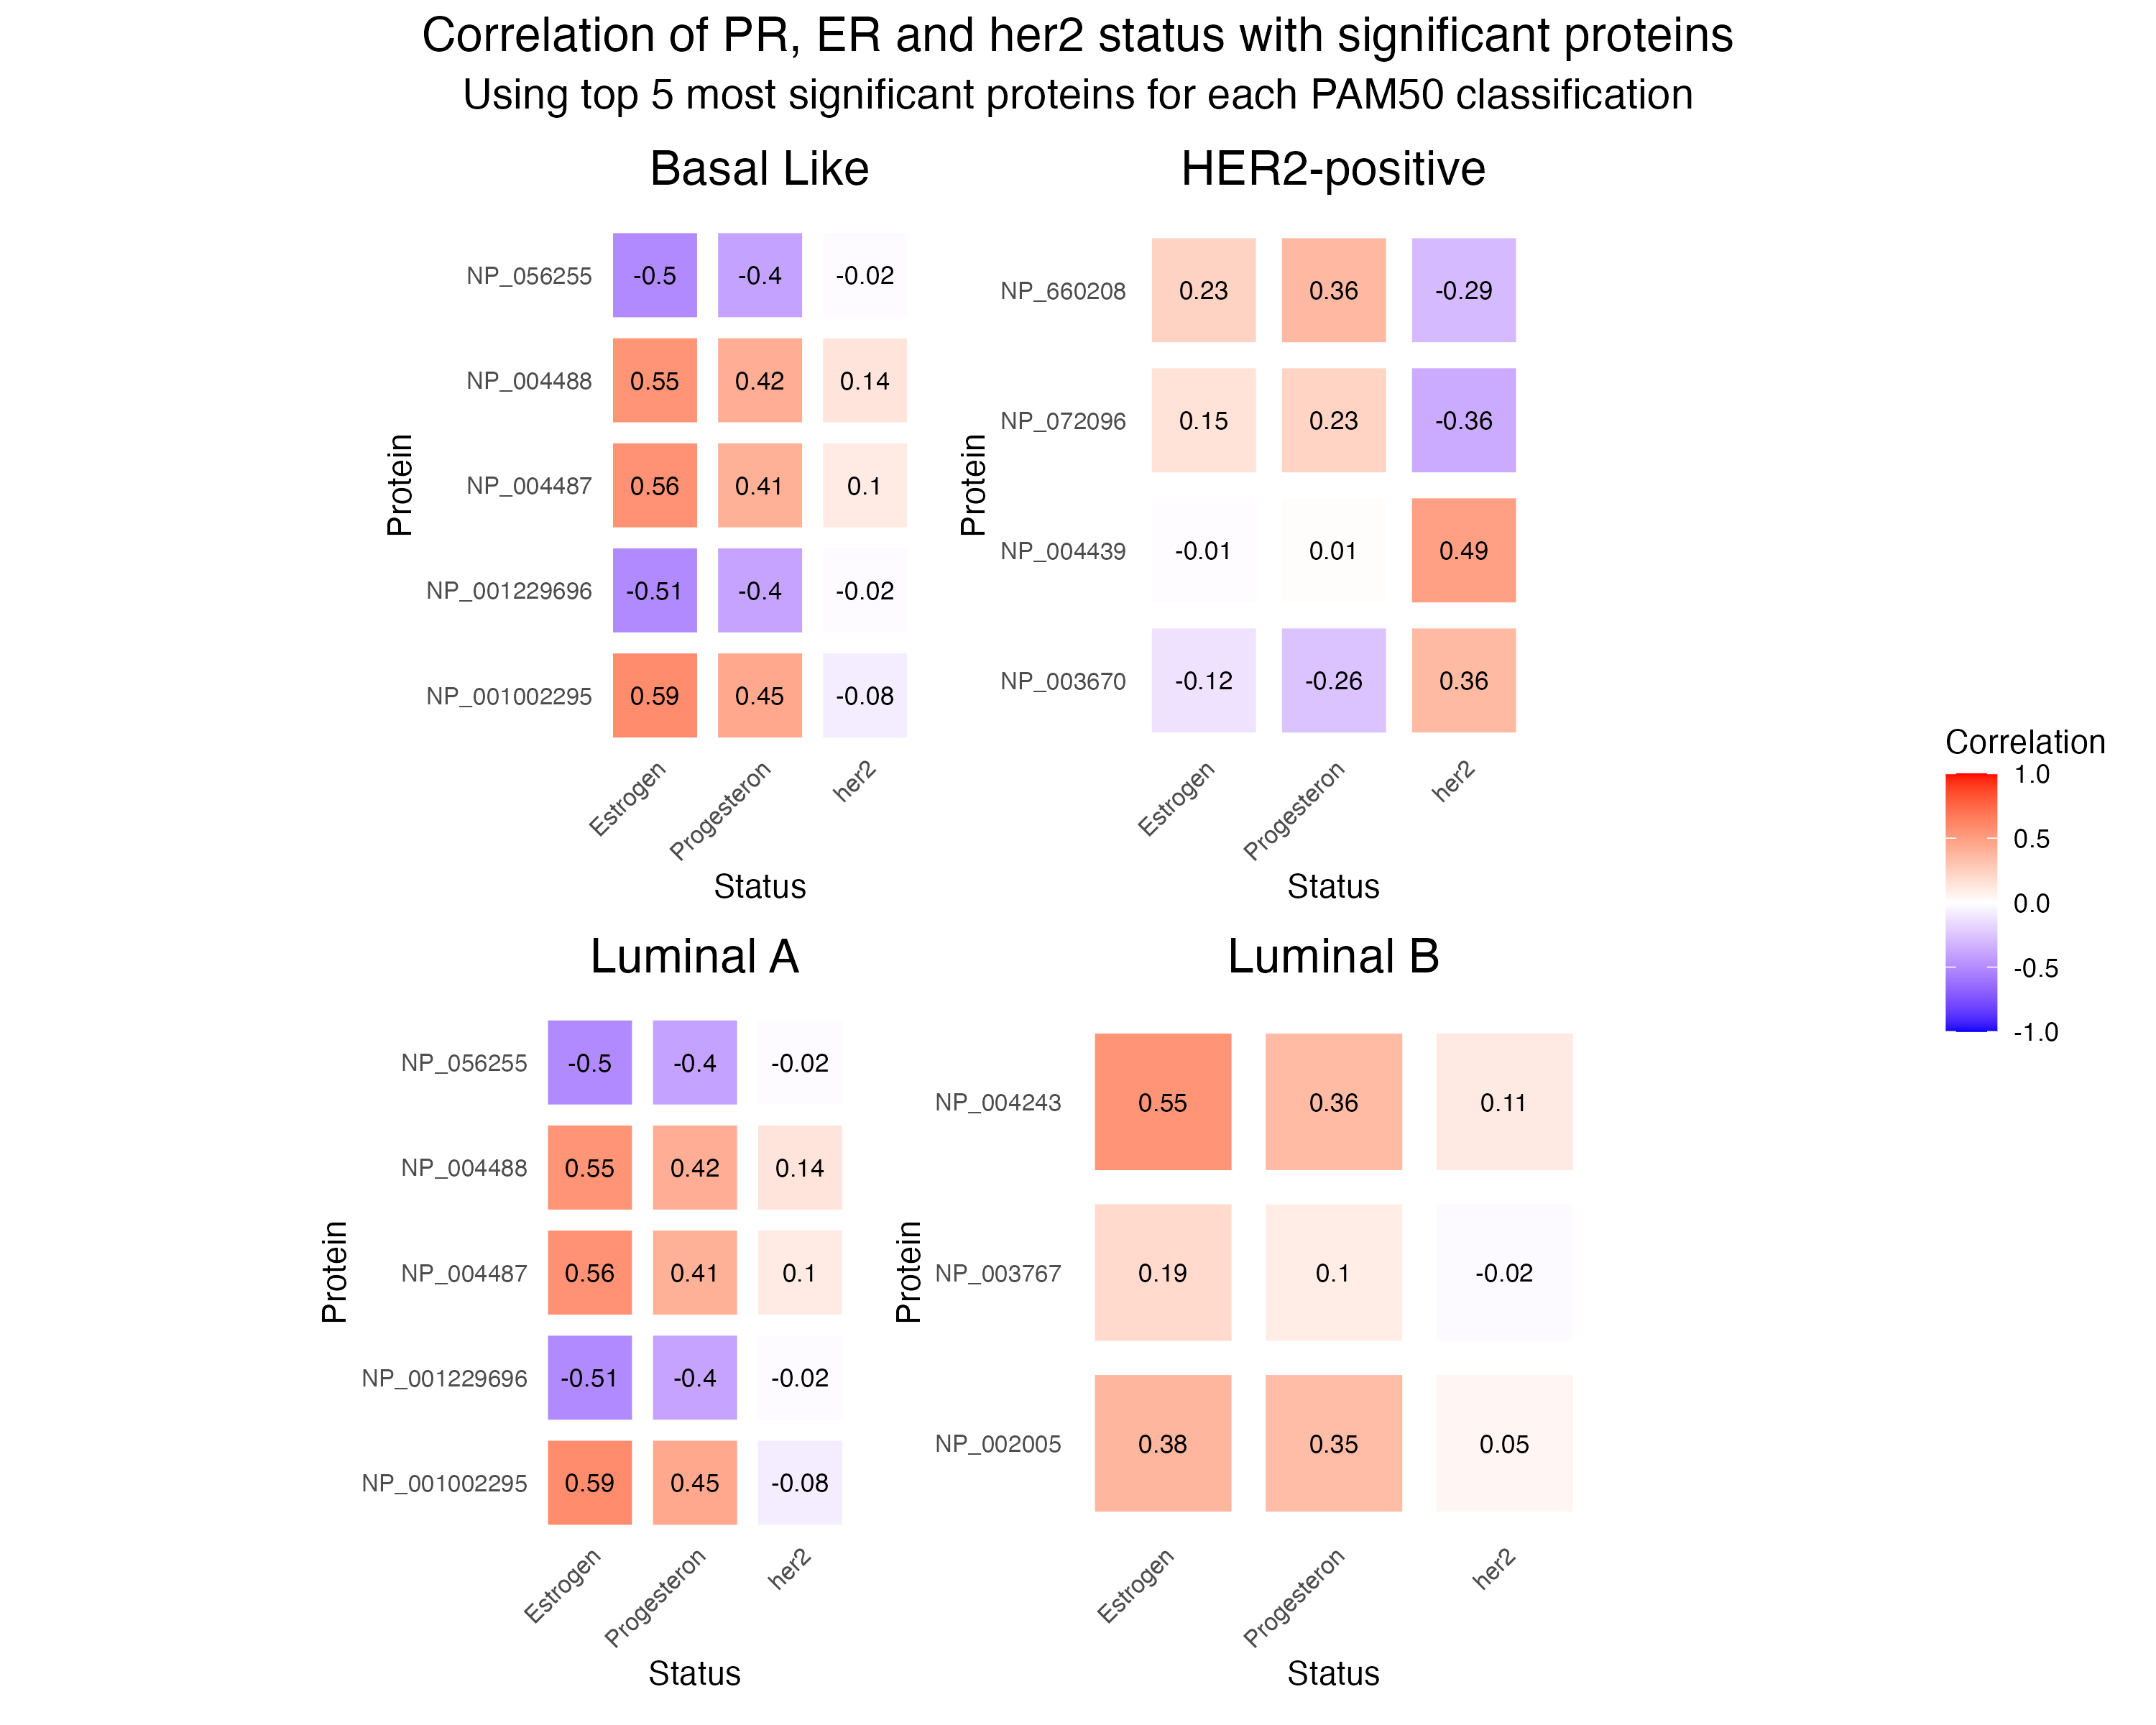 Correlation of PR, ER and her2 status with significant proteins
Using top 5 most significant proteins for each PAM50 classification
Basal Like
Protein
NP_056255 -0.5 -0.4 -0.02
NP_004488 0.55 0.42 0.14
NP_004487 0.56 0.41 0.1
NP_001229696 -0.51 -0.4 -0.02
NP_001002295 0.59 0.45 -0.08
Estrogen Progesteron her2
Status
HER2-positive
Protein
NP_660208 0.23 0.36 -0.29
NP_072096 0.15 0.23 -0.36
NP_004439 -0.01 0.01 0.49
NP_003670 -0.12 -0.26 0.36
Estrogen Progesteron her2
Status
Luminal A
Protein
NP_056255 -0.5 -0.4 -0.02
NP_004488 0.55 0.42 0.14
NP_004487 0.56 0.41 0.1
NP_001229696 -0.51 -0.4 -0.02
NP_001002295 0.59 0.45 -0.08
Estrogen Progesteron her2
Status
Luminal B
Protein
NP_004243 0.55 0.36 0.11
NP_003767 0.19 0.1 -0.02
NP_002005 0.38 0.35 0.05
Estrogen Progesteron her2
Status
Correlation
1.0
0.5
0.0
-0.5
-1.0